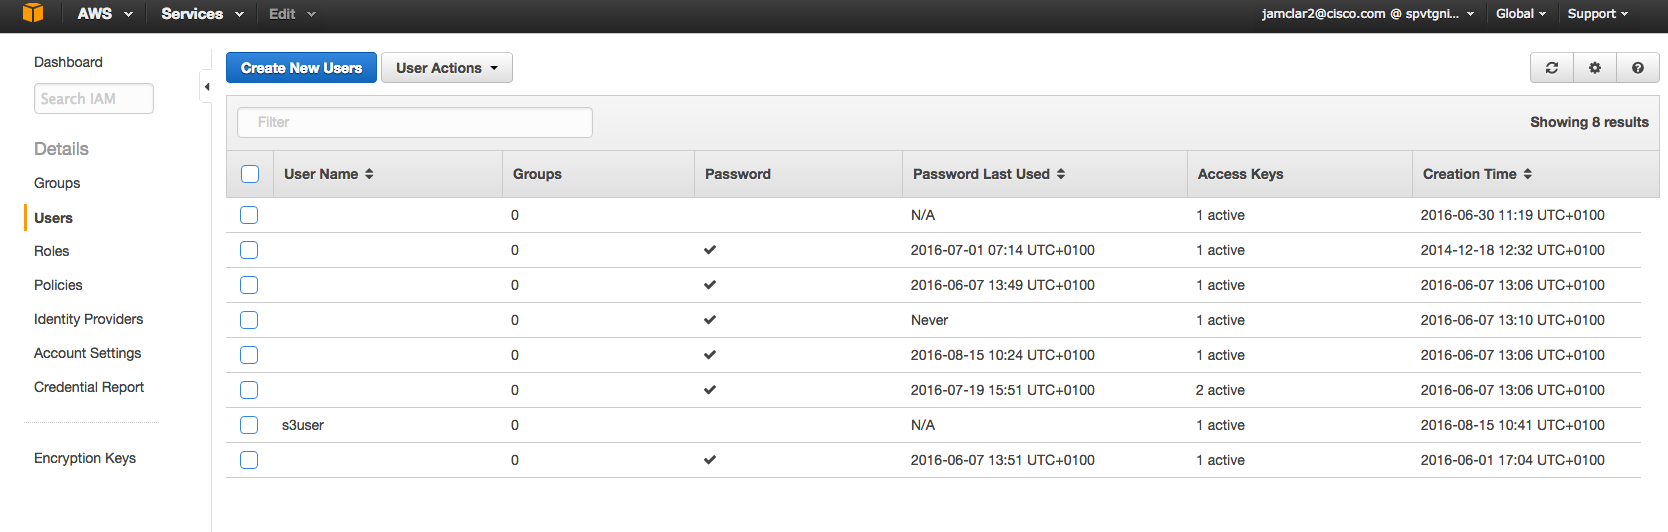 AWS Services Edit jamclar2@cisco.com @ spvtgni... Global Support
Dashboard
Search IAM
Details
Groups
Users
Roles
Policies
Identity Providers
Account Settings
Credential Report
Encryption Keys
Create New Users User Actions
Filter Showing 8 results
User Name Groups Password Password Last Used Access Keys Creation Time
0 N/A 1 active 2016-06-30 11:19 UTC+0100
0 ✔ 2016-07-01 07:14 UTC+0100 1 active 2014-12-18 12:32 UTC+0100
0 ✔ 2016-06-07 13:49 UTC+0100 1 active 2016-06-07 13:06 UTC+0100
0 ✔ Never 1 active 2016-06-07 13:10 UTC+0100
0 ✔ 2016-08-15 10:24 UTC+0100 1 active 2016-06-07 13:06 UTC+0100
0 ✔ 2016-07-19 15:51 UTC+0100 2 active 2016-06-07 13:06 UTC+0100
s3user 0 N/A 1 active 2016-08-15 10:41 UTC+0100
0 ✔ 2016-06-07 13:51 UTC+0100 1 active 2016-06-01 17:04 UTC+0100